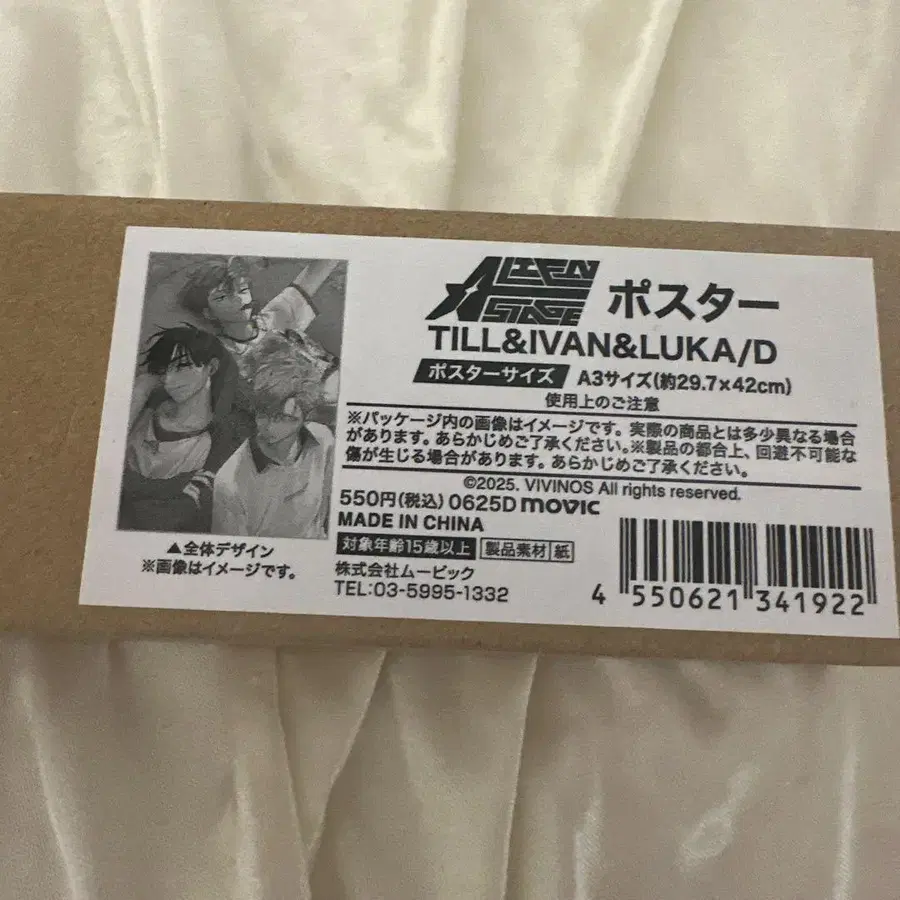 ALIEN STAGE ポスター
TILL&IVAN&LUKA/D
ポスターサイズ A3サイズ(約29.7×42cm)
使用上のご注意
※パッケージ内の画像はイメージです。実際の商品とは多少異なる場合
があります。あらかじめご了承ください。※製品の都合上、回避不可能な
傷が生じる場合があります。あらかじめご了承ください。
©2025. VIVINOS All rights reserved.
550円(税込) 0625D movic
MADE IN CHINA
対象年齢15歳以上 製品素材 紙
株式会社ムービック
TEL:03-5995-1332
4 550621 341922
▲全体デザイン
※画像はイメージです。